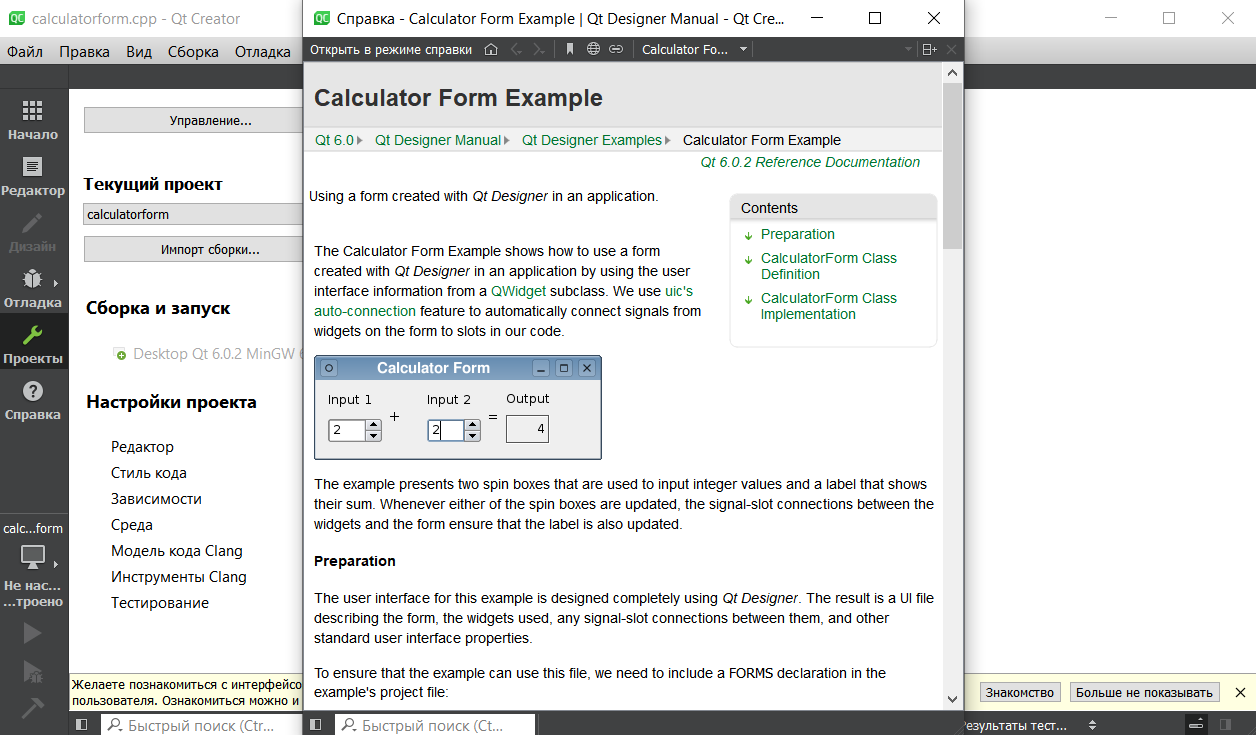 calculatorform.cpp - Qt Creator
Файл Правка Вид Сборка Отладка
Начало
Редактор
Дизайн
Отладка
Проекты
Справка
calc...form
Не нас...
...троено
Управление...
Текущий проект
calculatorform
Импорт сборки...
Сборка и запуск
Desktop Qt 6.0.2 MinGW
Настройки проекта
Редактор
Стиль кода
Зависимости
Среда
Модель кода Clang
Инструменты Clang
Тестирование
Желаете познакомиться с интерфейсо
пользователя. Ознакомиться можно и
Быстрый поиск (Ctr...
Справка - Calculator Form Example | Qt Designer Manual - Qt Cre...
Открыть в режиме справки Calculator Fo...
Calculator Form Example
Qt 6.0 Qt Designer Manual Qt Designer Examples Calculator Form Example
Qt 6.0.2 Reference Documentation
Using a form created with Qt Designer in an application.
Contents
Preparation
CalculatorForm Class
Definition
CalculatorForm Class
Implementation
The Calculator Form Example shows how to use a form
created with Qt Designer in an application by using the user
interface information from a QWidget subclass. We use uic's
auto-connection feature to automatically connect signals from
widgets on the form to slots in our code.
Calculator Form
Input 1 Input 2 Output
2 + 2 = 4
The example presents two spin boxes that are used to input integer values and a label that shows
their sum. Whenever either of the spin boxes are updated, the signal-slot connections between the
widgets and the form ensure that the label is also updated.
Preparation
The user interface for this example is designed completely using Qt Designer. The result is a UI file
describing the form, the widgets used, any signal-slot connections between them, and other
standard user interface properties.
To ensure that the example can use this file, we need to include a FORMS declaration in the
example's project file:
Быстрый поиск (Ct...
Знакомство Больше не показывать
езультаты тест...